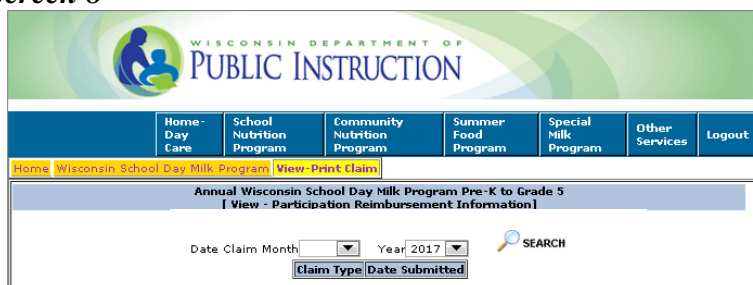 WISCONSIN DEPARTMENT OF
PUBLIC INSTRUCTION
Home-Day Care School Nutrition Program Community Nutrition Program Summer Food Program Special Milk Program Other Services Logout
Home Wisconsin School Day Milk Program View-Print Claim
Annual Wisconsin School Day Milk Program Pre-K to Grade 5
[ View - Participation Reimbursement Information]
Date Claim Month Year 2017 SEARCH
Claim Type Date Submitted